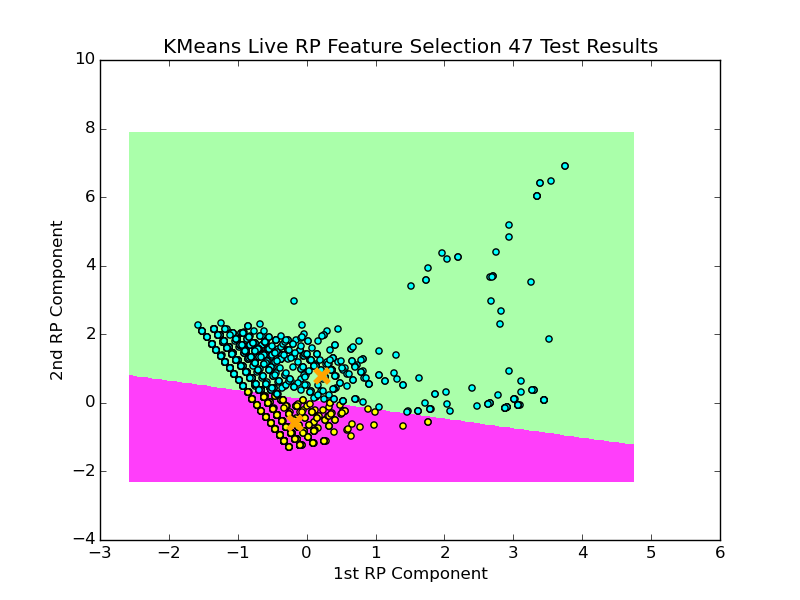 KMeans Live RP Feature Selection 47 Test Results
10
8
6
4
2
0
−2
−4
2nd RP Component
−3 −2 −1 0 1 2 3 4 5 6
1st RP Component